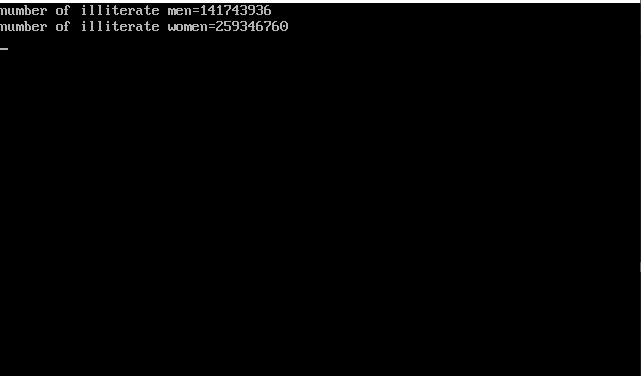 number of illiterate men=141743936
number of illiterate women=259346760